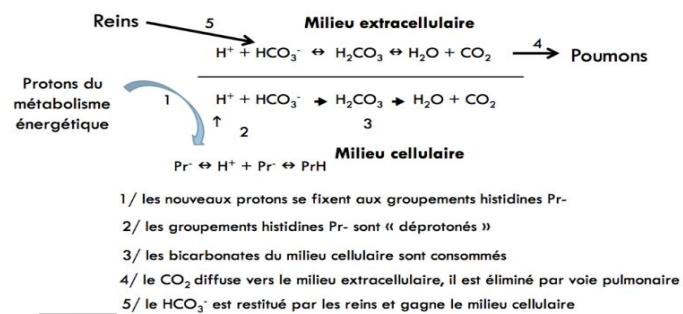 Reins 5 Milieu extracellulaire
H⁺ + HCO₃⁻ ↔ H₂CO₃ ↔ H₂O + CO₂ 4 Poumons
Protons du
métabolisme
énergétique
1 H⁺ + HCO₃⁻ → H₂CO₃ → H₂O + CO₂
↑ 2 3
Pr⁻ ↔ H⁺ + Pr⁻ ↔ PrH Milieu cellulaire
1/ les nouveaux protons se fixent aux groupements histidines Pr-
2/ les groupements histidines Pr- sont « déprotonés »
3/ les bicarbonates du milieu cellulaire sont consommés
4/ le CO₂ diffuse vers le milieu extracellulaire, il est éliminé par voie pulmonaire
5/ le HCO₃⁻ est restitué par les reins et gagne le milieu cellulaire